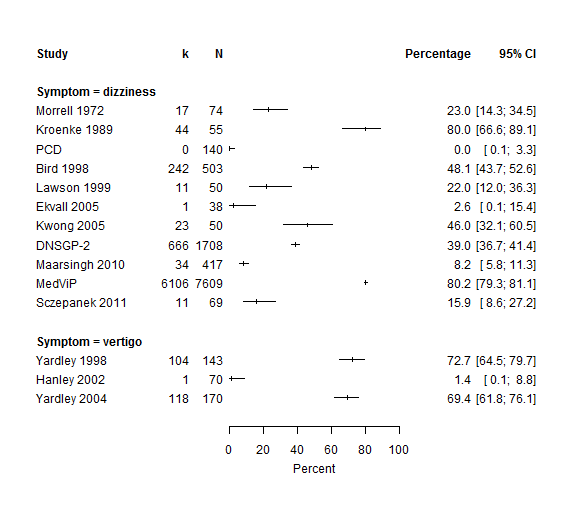 Study k N Percentage 95% CI
Symptom = dizziness
Morrell 1972 17 74 23.0 [14.3; 34.5]
Kroenke 1989 44 55 80.0 [66.6; 89.1]
PCD 0 140 0.0 [ 0.1; 3.3]
Bird 1998 242 503 48.1 [43.7; 52.6]
Lawson 1999 11 50 22.0 [12.0; 36.3]
Ekvall 2005 1 38 2.6 [ 0.1; 15.4]
Kwong 2005 23 50 46.0 [32.1; 60.5]
DNSGP-2 666 1708 39.0 [36.7; 41.4]
Maarsingh 2010 34 417 8.2 [ 5.8; 11.3]
MedViP 6106 7609 80.2 [79.3; 81.1]
Sczepanek 2011 11 69 15.9 [ 8.6; 27.2]
Symptom = vertigo
Yardley 1998 104 143 72.7 [64.5; 79.7]
Hanley 2002 1 70 1.4 [ 0.1; 8.8]
Yardley 2004 118 170 69.4 [61.8; 76.1]
0 20 40 60 80 100
Percent